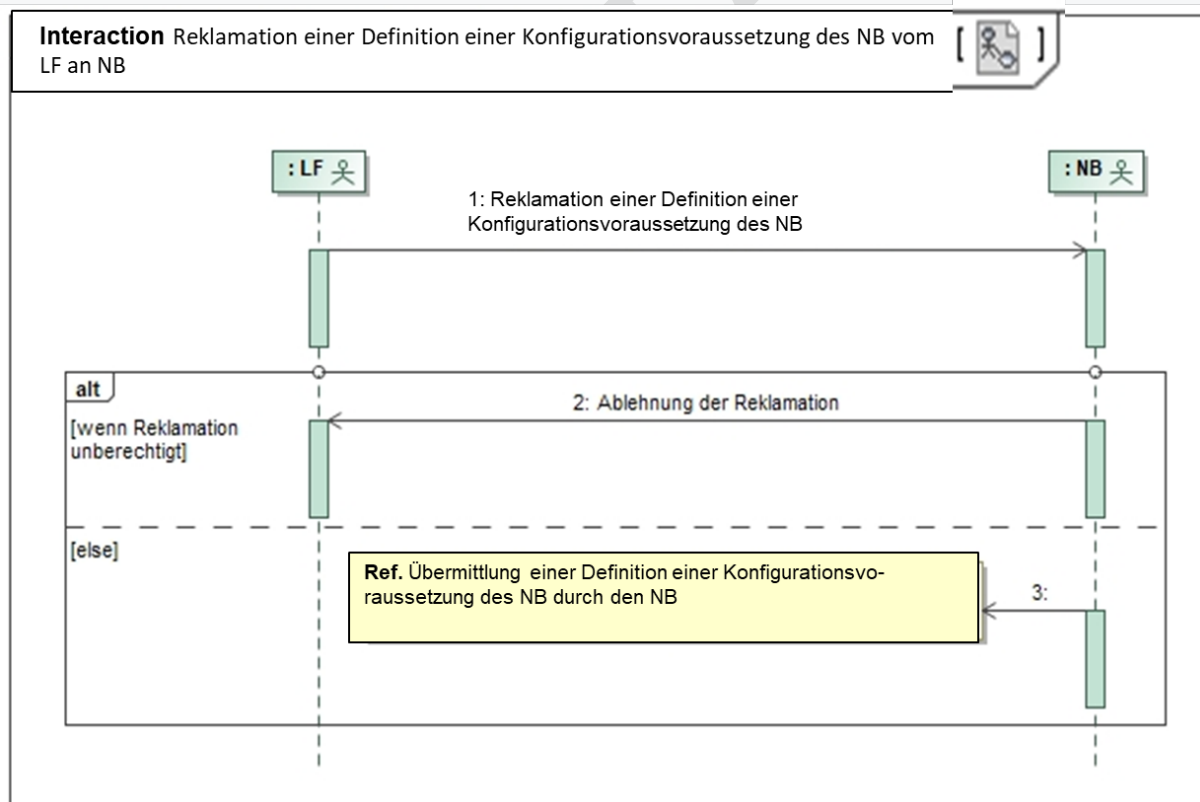 Interaction Reklamation einer Definition einer Konfigurationsvoraussetzung des NB vom
LF an NB
[ ]
: LF
: NB
1: Reklamation einer Definition einer
Konfigurationsvoraussetzung des NB
alt
2: Ablehnung der Reklamation
[wenn Reklamation
unberechtigt]
[else]
Ref. Übermittlung einer Definition einer Konfigurationsvo-
raussetzung des NB durch den NB
3: